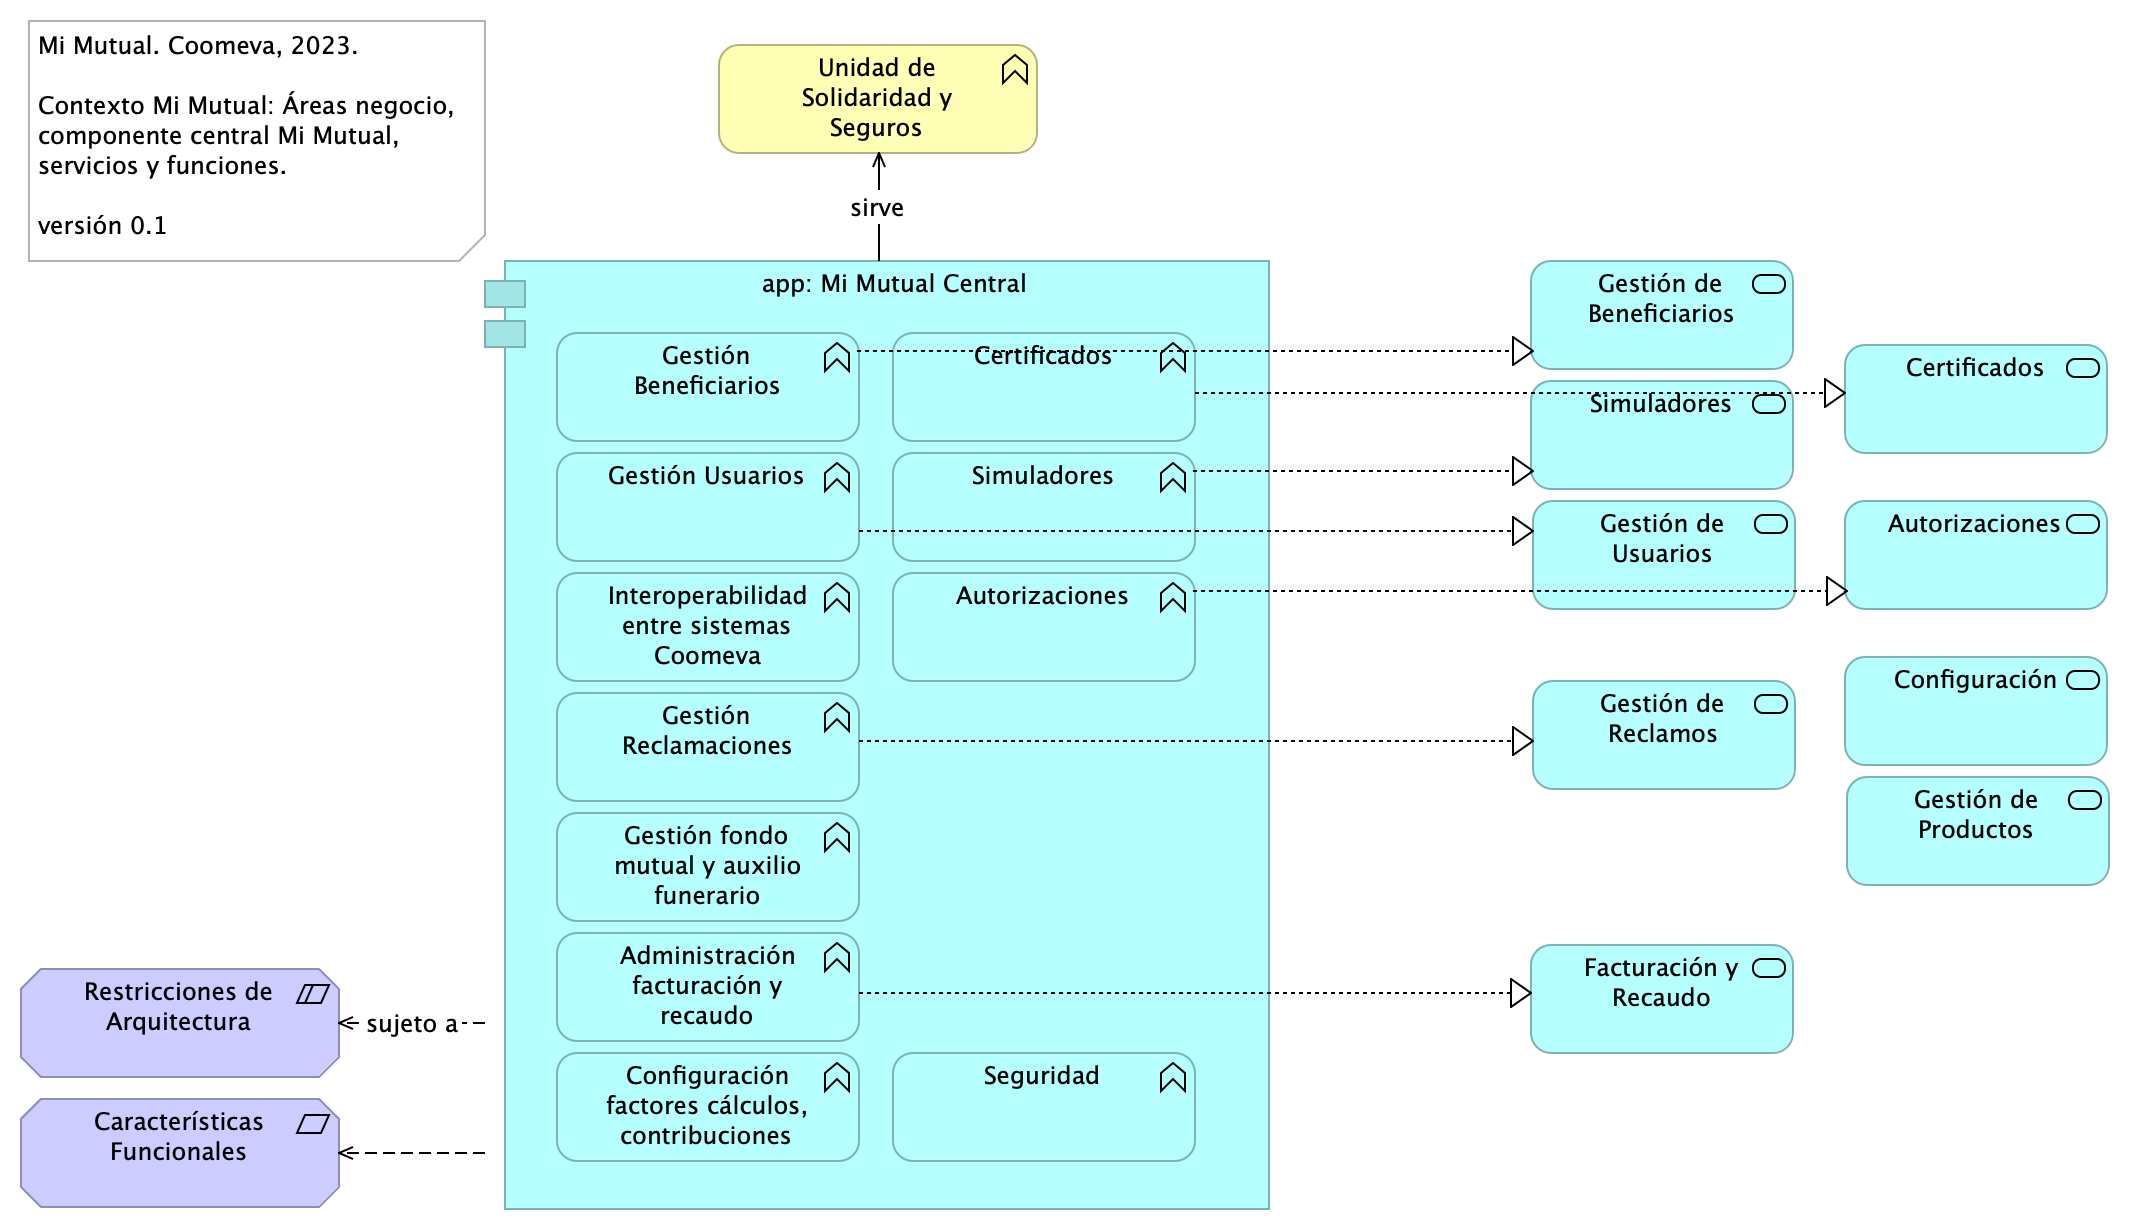 Mi Mutual. Coomeva, 2023.
Contexto Mi Mutual: Áreas negocio,
componente central Mi Mutual,
servicios y funciones.
versión 0.1
Unidad de
Solidaridad y
Seguros
sirve
app: Mi Mutual Central
Gestión
Beneficiarios
Certificados
Gestión Usuarios
Simuladores
Interoperabilidad
entre sistemas
Coomeva
Autorizaciones
Gestión
Reclamaciones
Gestión fondo
mutual y auxilio
funerario
Administración
facturación y
recaudo
Configuración
factores cálculos,
contribuciones
Seguridad
Gestión de
Beneficiarios
Certificados
Simuladores
Gestión de
Usuarios
Autorizaciones
Gestión de
Reclamos
Configuración
Gestión de
Productos
Facturación y
Recaudo
Restricciones de
Arquitectura
sujeto a
Características
Funcionales